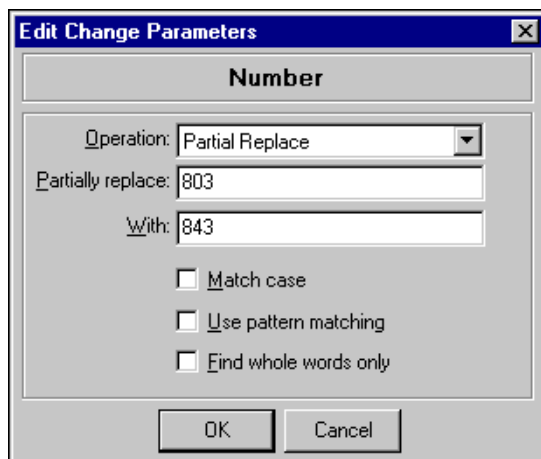 Edit Change Parameters
Number
Operation: Partial Replace
Partially replace: 803
With: 843
Match case
Use pattern matching
Find whole words only
OK Cancel